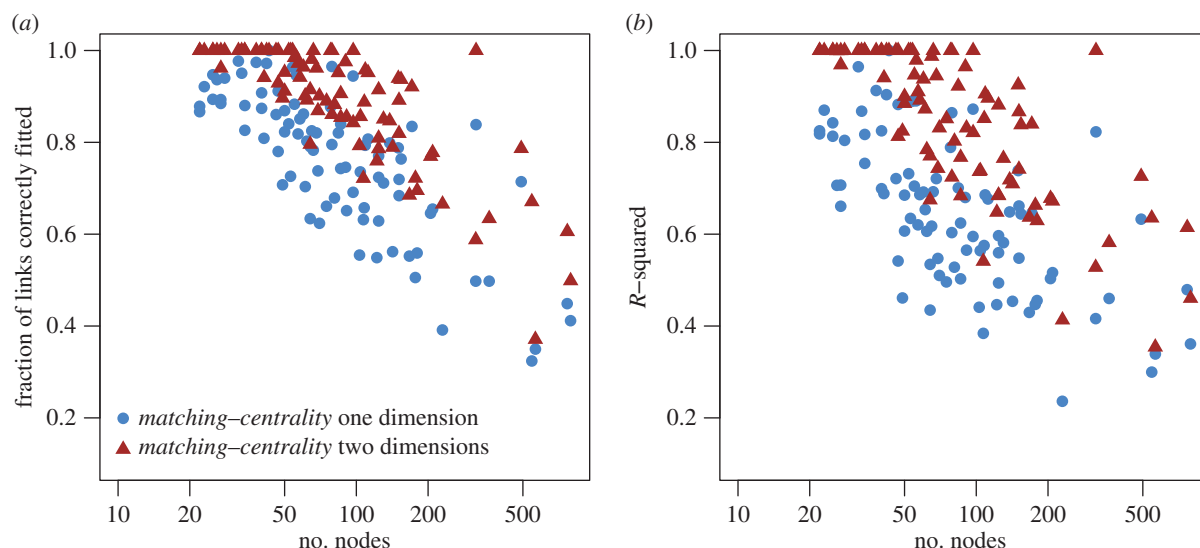 (a)
1.0
0.8
0.6
0.4
0.2
fraction of links correctly fitted
matching–centrality one dimension
matching–centrality two dimensions
10 20 50 100 200 500
no. nodes
(b)
1.0
0.8
0.6
0.4
0.2
R–squared
10 20 50 100 200 500
no. nodes